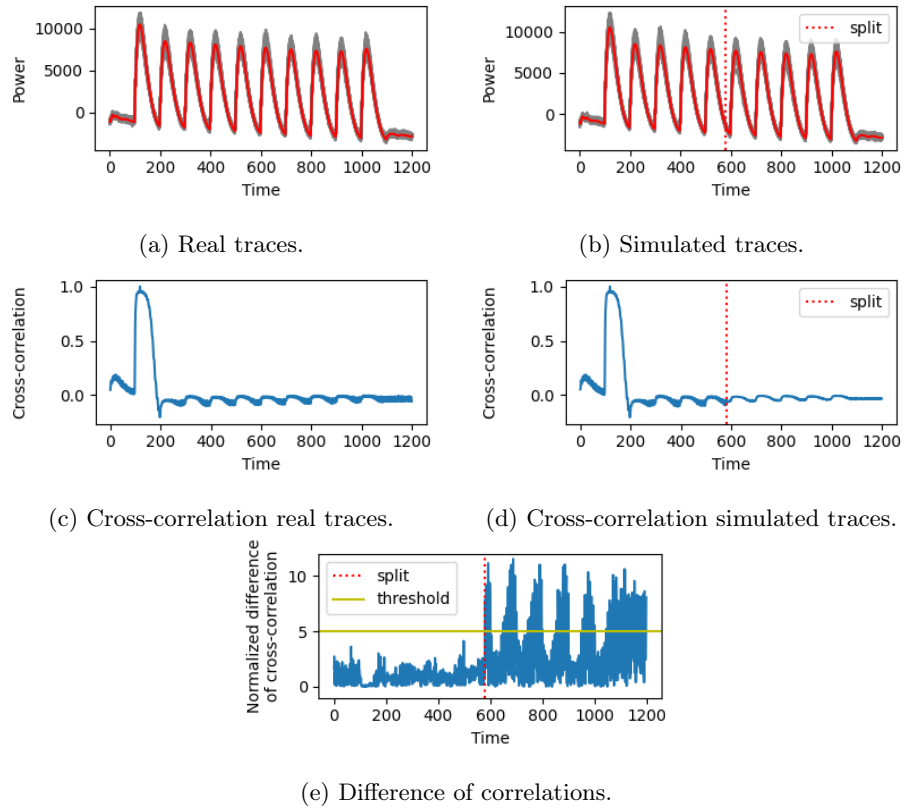 10000
5000
0
Power
0 200 400 600 800 1000 1200
Time
(a) Real traces.
10000
5000
0
Power
split
0 200 400 600 800 1000 1200
Time
(b) Simulated traces.
1.0
0.5
0.0
Cross-correlation
0 200 400 600 800 1000 1200
Time
(c) Cross-correlation real traces.
1.0
0.5
0.0
Cross-correlation
split
0 200 400 600 800 1000 1200
Time
(d) Cross-correlation simulated traces.
Normalized difference
of cross-correlation
10
5
0
split
threshold
0 200 400 600 800 1000 1200
Time
(e) Difference of correlations.